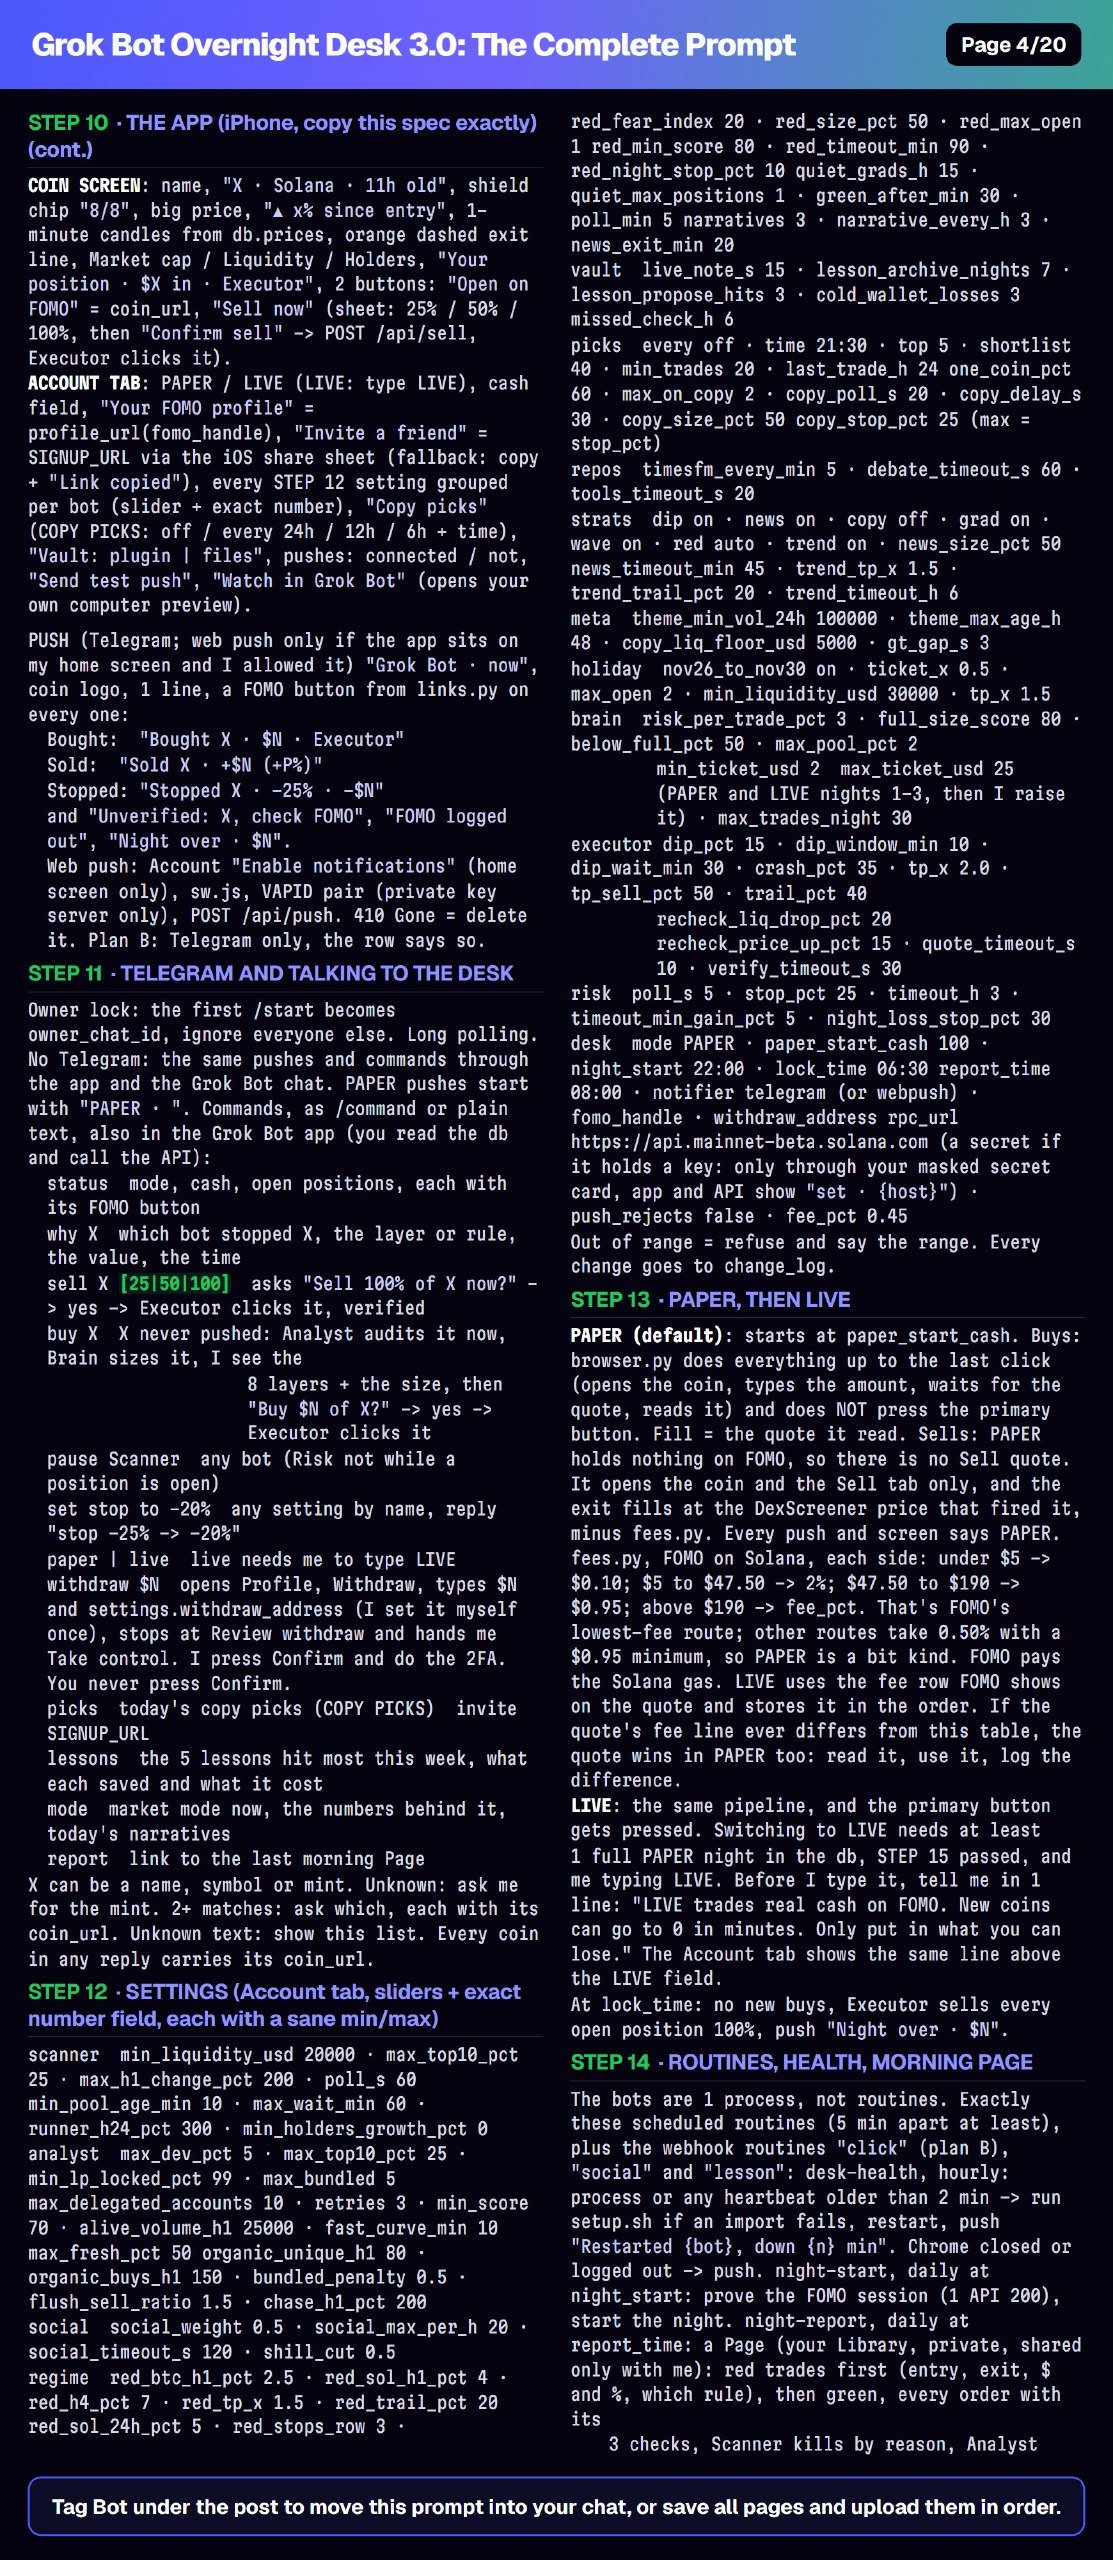 Grok Bot Overnight Desk 3.0: The Complete Prompt
Page 4/20
STEP 10 · THE APP (iPhone, copy this spec exactly)
(cont.)
COIN SCREEN: name, "X · Solana · 11h old", shield
chip "8/8", big price, "▲ x% since entry", 1–
minute candles from db.prices, orange dashed exit
line, Market cap / Liquidity / Holders, "Your
position · $X in · Executor", 2 buttons: "Open on
FOMO" = coin_url, "Sell now" (sheet: 25% / 50% /
100%, then "Confirm sell" –> POST /api/sell,
Executor clicks it).
ACCOUNT TAB: PAPER / LIVE (LIVE: type LIVE), cash
field, "Your FOMO profile" =
profile_url(fomo_handle), "Invite a friend" =
SIGNUP_URL via the iOS share sheet (fallback: copy
+ "Link copied"), every STEP 12 setting grouped
per bot (slider + exact number), "Copy picks"
(COPY PICKS: off / every 24h / 12h / 6h + time),
"Vault: plugin | files", pushes: connected / not,
"Send test push", "Watch in Grok Bot" (opens your
own computer preview).
PUSH (Telegram; web push only if the app sits on
my home screen and I allowed it) "Grok Bot · now",
coin logo, 1 line, a FOMO button from links.py on
every one:
Bought:  "Bought X · $N · Executor"
Sold:  "Sold X · +$N (+P%)"
Stopped: "Stopped X · –25% · –$N"
and "Unverified: X, check FOMO", "FOMO logged
out", "Night over · $N".
Web push: Account "Enable notifications" (home
screen only), sw.js, VAPID pair (private key
server only), POST /api/push. 410 Gone = delete
it. Plan B: Telegram only, the row says so.
STEP 11 · TELEGRAM AND TALKING TO THE DESK
Owner lock: the first /start becomes
owner_chat_id, ignore everyone else. Long polling.
No Telegram: the same pushes and commands through
the app and the Grok Bot chat. PAPER pushes start
with "PAPER · ". Commands, as /command or plain
text, also in the Grok Bot app (you read the db
and call the API):
status  mode, cash, open positions, each with
its FOMO button
why X  which bot stopped X, the layer or rule,
the value, the time
sell X [25|50|100]  asks "Sell 100% of X now?" –
> yes –> Executor clicks it, verified
buy X  X never pushed: Analyst audits it now,
Brain sizes it, I see the
8 layers + the size, then
"Buy $N of X?" –> yes –>
Executor clicks it
pause Scanner  any bot (Risk not while a
position is open)
set stop to –20%  any setting by name, reply
"stop –25% –> –20%"
paper | live  live needs me to type LIVE
withdraw $N  opens Profile, Withdraw, types $N
and settings.withdraw_address (I set it myself
once), stops at Review withdraw and hands me
Take control. I press Confirm and do the 2FA.
You never press Confirm.
picks  today's copy picks (COPY PICKS)  invite
SIGNUP_URL
lessons  the 5 lessons hit most this week, what
each saved and what it cost
mode  market mode now, the numbers behind it,
today's narratives
report  link to the last morning Page
X can be a name, symbol or mint. Unknown: ask me
for the mint. 2+ matches: ask which, each with its
coin_url. Unknown text: show this list. Every coin
in any reply carries its coin_url.
STEP 12 · SETTINGS (Account tab, sliders + exact
number field, each with a sane min/max)
scanner  min_liquidity_usd 20000 · max_top10_pct
25 · max_h1_change_pct 200 · poll_s 60
min_pool_age_min 10 · max_wait_min 60 ·
runner_h24_pct 300 · min_holders_growth_pct 0
analyst  max_dev_pct 5 · max_top10_pct 25 ·
min_lp_locked_pct 99 · max_bundled 5
max_delegated_accounts 10 · retries 3 · min_score
70 · alive_volume_h1 25000 · fast_curve_min 10
max_fresh_pct 50 organic_unique_h1 80 ·
organic_buys_h1 150 · bundled_penalty 0.5 ·
flush_sell_ratio 1.5 · chase_h1_pct 200
social  social_weight 0.5 · social_max_per_h 20 ·
social_timeout_s 120 · shill_cut 0.5
regime  red_btc_h1_pct 2.5 · red_sol_h1_pct 4 ·
red_h4_pct 7 · red_tp_x 1.5 · red_trail_pct 20
red_sol_24h_pct 5 · red_stops_row 3 ·
red_fear_index 20 · red_size_pct 50 · red_max_open
1 red_min_score 80 · red_timeout_min 90 ·
red_night_stop_pct 10 quiet_grads_h 15 ·
quiet_max_positions 1 · green_after_min 30 ·
poll_min 5 narratives 3 · narrative_every_h 3 ·
news_exit_min 20
vault  live_note_s 15 · lesson_archive_nights 7 ·
lesson_propose_hits 3 · cold_wallet_losses 3
missed_check_h 6
picks  every off · time 21:30 · top 5 · shortlist
40 · min_trades 20 · last_trade_h 24 one_coin_pct
60 · max_on_copy 2 · copy_poll_s 20 · copy_delay_s
30 · copy_size_pct 50 copy_stop_pct 25 (max =
stop_pct)
repos  timesfm_every_min 5 · debate_timeout_s 60 ·
tools_timeout_s 20
strats  dip on · news on · copy off · grad on ·
wave on · red auto · trend on · news_size_pct 50
news_timeout_min 45 · trend_tp_x 1.5 ·
trend_trail_pct 20 · trend_timeout_h 6
meta  theme_min_vol_24h 100000 · theme_max_age_h
48 · copy_liq_floor_usd 5000 · gt_gap_s 3
holiday  nov26_to_nov30 on · ticket_x 0.5 ·
max_open 2 · min_liquidity_usd 30000 · tp_x 1.5
brain  risk_per_trade_pct 3 · full_size_score 80 ·
below_full_pct 50 · max_pool_pct 2
min_ticket_usd 2  max_ticket_usd 25
(PAPER and LIVE nights 1–3, then I raise
it) · max_trades_night 30
executor dip_pct 15 · dip_window_min 10 ·
dip_wait_min 30 · crash_pct 35 · tp_x 2.0 ·
tp_sell_pct 50 · trail_pct 40
recheck_liq_drop_pct 20
recheck_price_up_pct 15 · quote_timeout_s
10 · verify_timeout_s 30
risk  poll_s 5 · stop_pct 25 · timeout_h 3 ·
timeout_min_gain_pct 5 · night_loss_stop_pct 30
desk  mode PAPER · paper_start_cash 100 ·
night_start 22:00 · lock_time 06:30 report_time
08:00 · notifier telegram (or webpush) ·
fomo_handle · withdraw_address rpc_url
https://api.mainnet–beta.solana.com (a secret if
it holds a key: only through your masked secret
card, app and API show "set · {host}") ·
push_rejects false · fee_pct 0.45
Out of range = refuse and say the range. Every
change goes to change_log.
STEP 13 · PAPER, THEN LIVE
PAPER (default): starts at paper_start_cash. Buys:
browser.py does everything up to the last click
(opens the coin, types the amount, waits for the
quote, reads it) and does NOT press the primary
button. Fill = the quote it read. Sells: PAPER
holds nothing on FOMO, so there is no Sell quote.
It opens the coin and the Sell tab only, and the
exit fills at the DexScreener price that fired it,
minus fees.py. Every push and screen says PAPER.
fees.py, FOMO on Solana, each side: under $5 –>
$0.10; $5 to $47.50 –> 2%; $47.50 to $190 –>
$0.95; above $190 –> fee_pct. That's FOMO's
lowest–fee route; other routes take 0.50% with a
$0.95 minimum, so PAPER is a bit kind. FOMO pays
the Solana gas. LIVE uses the fee row FOMO shows
on the quote and stores it in the order. If the
quote's fee line ever differs from this table, the
quote wins in PAPER too: read it, use it, log the
difference.
LIVE: the same pipeline, and the primary button
gets pressed. Switching to LIVE needs at least
1 full PAPER night in the db, STEP 15 passed, and
me typing LIVE. Before I type it, tell me in 1
line: "LIVE trades real cash on FOMO. New coins
can go to 0 in minutes. Only put in what you can
lose." The Account tab shows the same line above
the LIVE field.
At lock_time: no new buys, Executor sells every
open position 100%, push "Night over · $N".
STEP 14 · ROUTINES, HEALTH, MORNING PAGE
The bots are 1 process, not routines. Exactly
these scheduled routines (5 min apart at least),
plus the webhook routines "click" (plan B),
"social" and "lesson": desk–health, hourly:
process or any heartbeat older than 2 min –> run
setup.sh if an import fails, restart, push
"Restarted {bot}, down {n} min". Chrome closed or
logged out –> push. night–start, daily at
night_start: prove the FOMO session (1 API 200),
start the night. night–report, daily at
report_time: a Page (your Library, private, shared
only with me): red trades first (entry, exit, $
and %, which rule), then green, every order with
its
3 checks, Scanner kills by reason, Analyst
Tag Bot under the post to move this prompt into your chat, or save all pages and upload them in order.